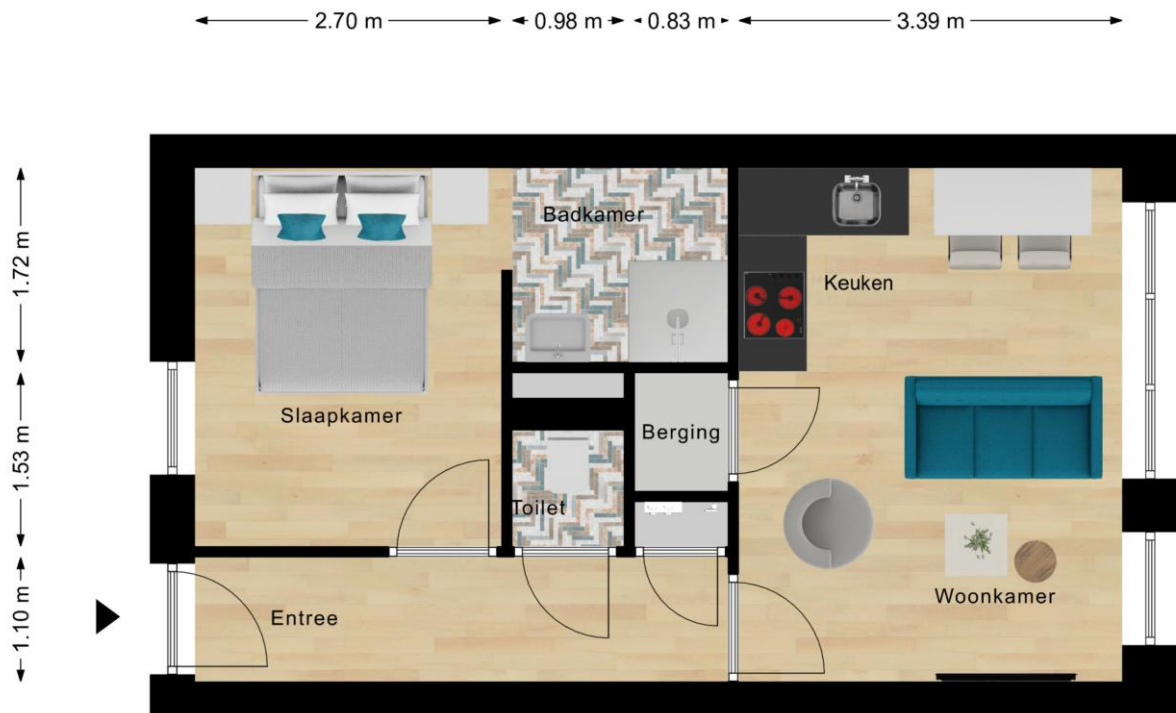 2.70 m
0.98 m
0.83 m
3.39 m
1.72 m
1.53 m
1.10 m
Badkamer
Keuken
Slaapkamer
Berging
Toilet
Woonkamer
Entree